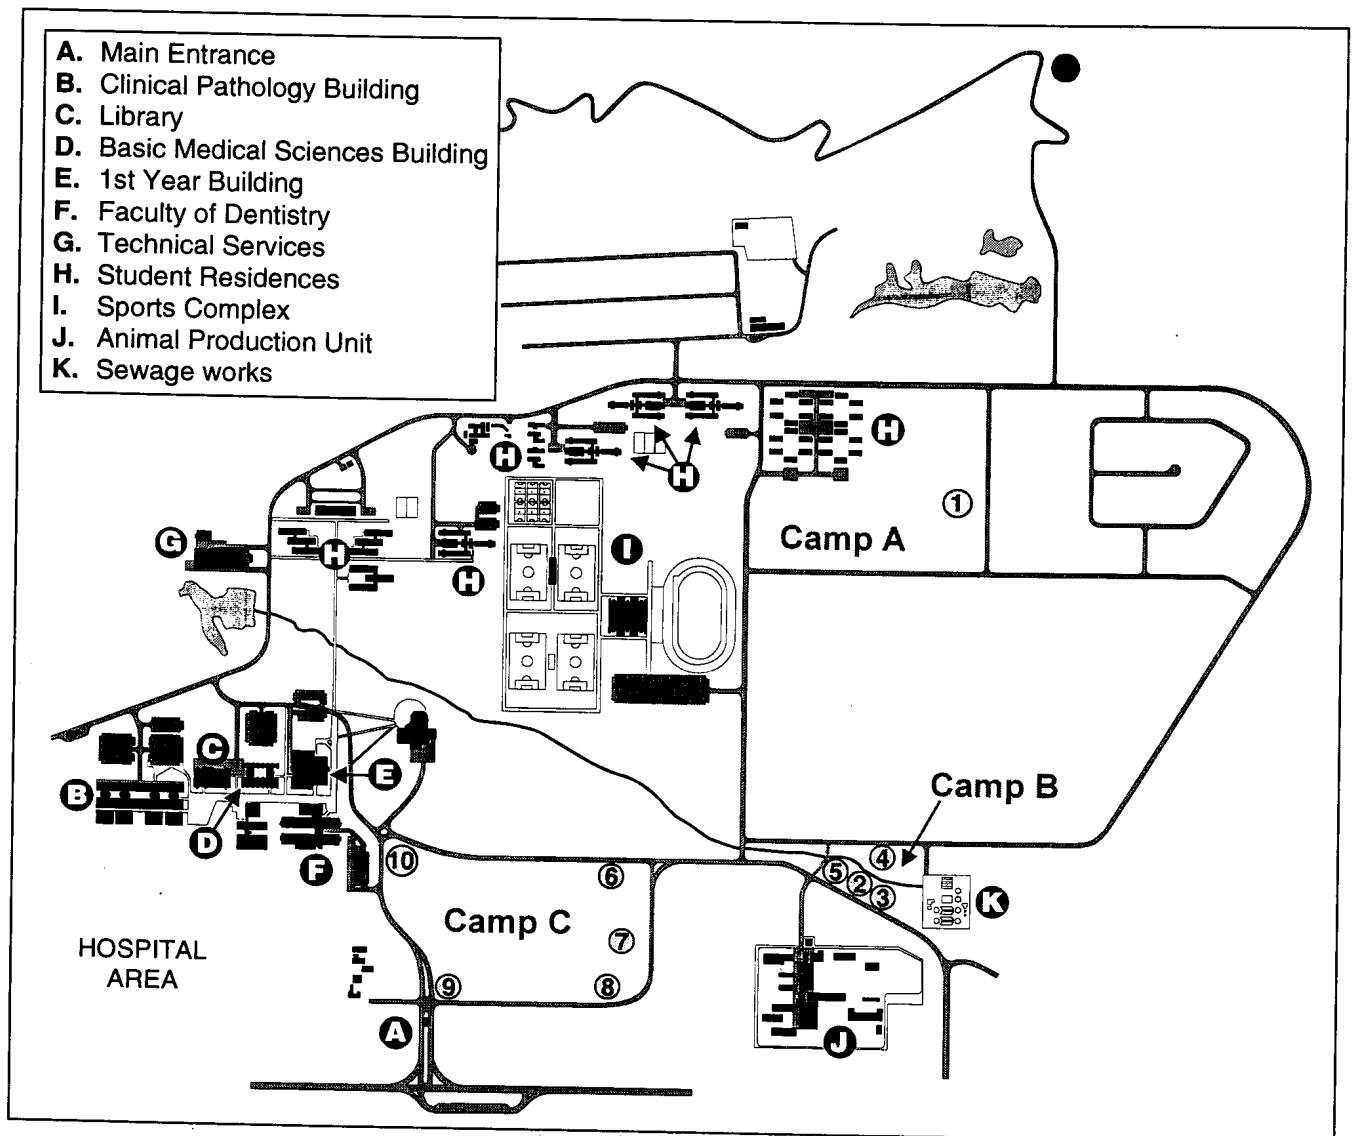 A. Main Entrance
B. Clinical Pathology Building
C. Library
D. Basic Medical Sciences Building
E. 1st Year Building
F. Faculty of Dentistry
G. Technical Services
H. Student Residences
I. Sports Complex
J. Animal Production Unit
K. Sewage works
H
H
H
1
G
Camp A
I
H
H
C
E
B
Camp B
D
10
F
6
4
5
2
3
K
Camp C
7
HOSPITAL
AREA
9
8
A
J